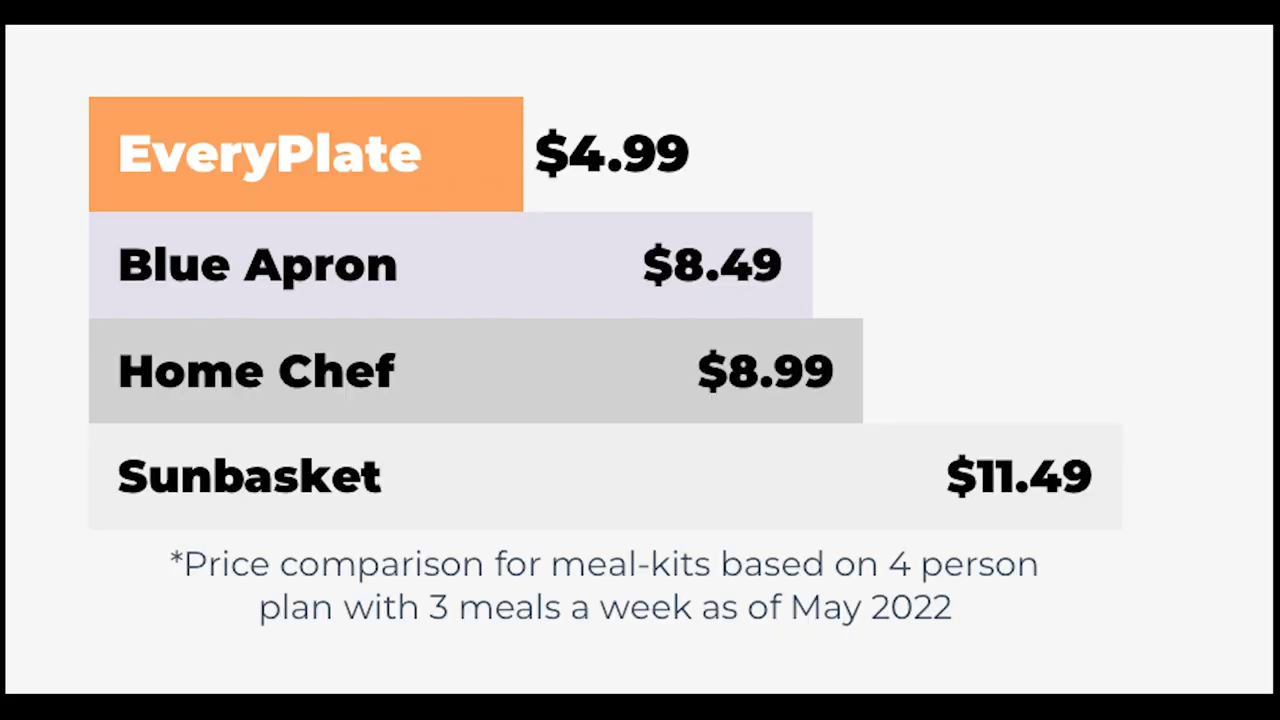 EveryPlate $4.99
Blue Apron $8.49
Home Chef $8.99
Sunbasket $11.49
*Price comparison for meal-kits based on 4 person
plan with 3 meals a week as of May 2022